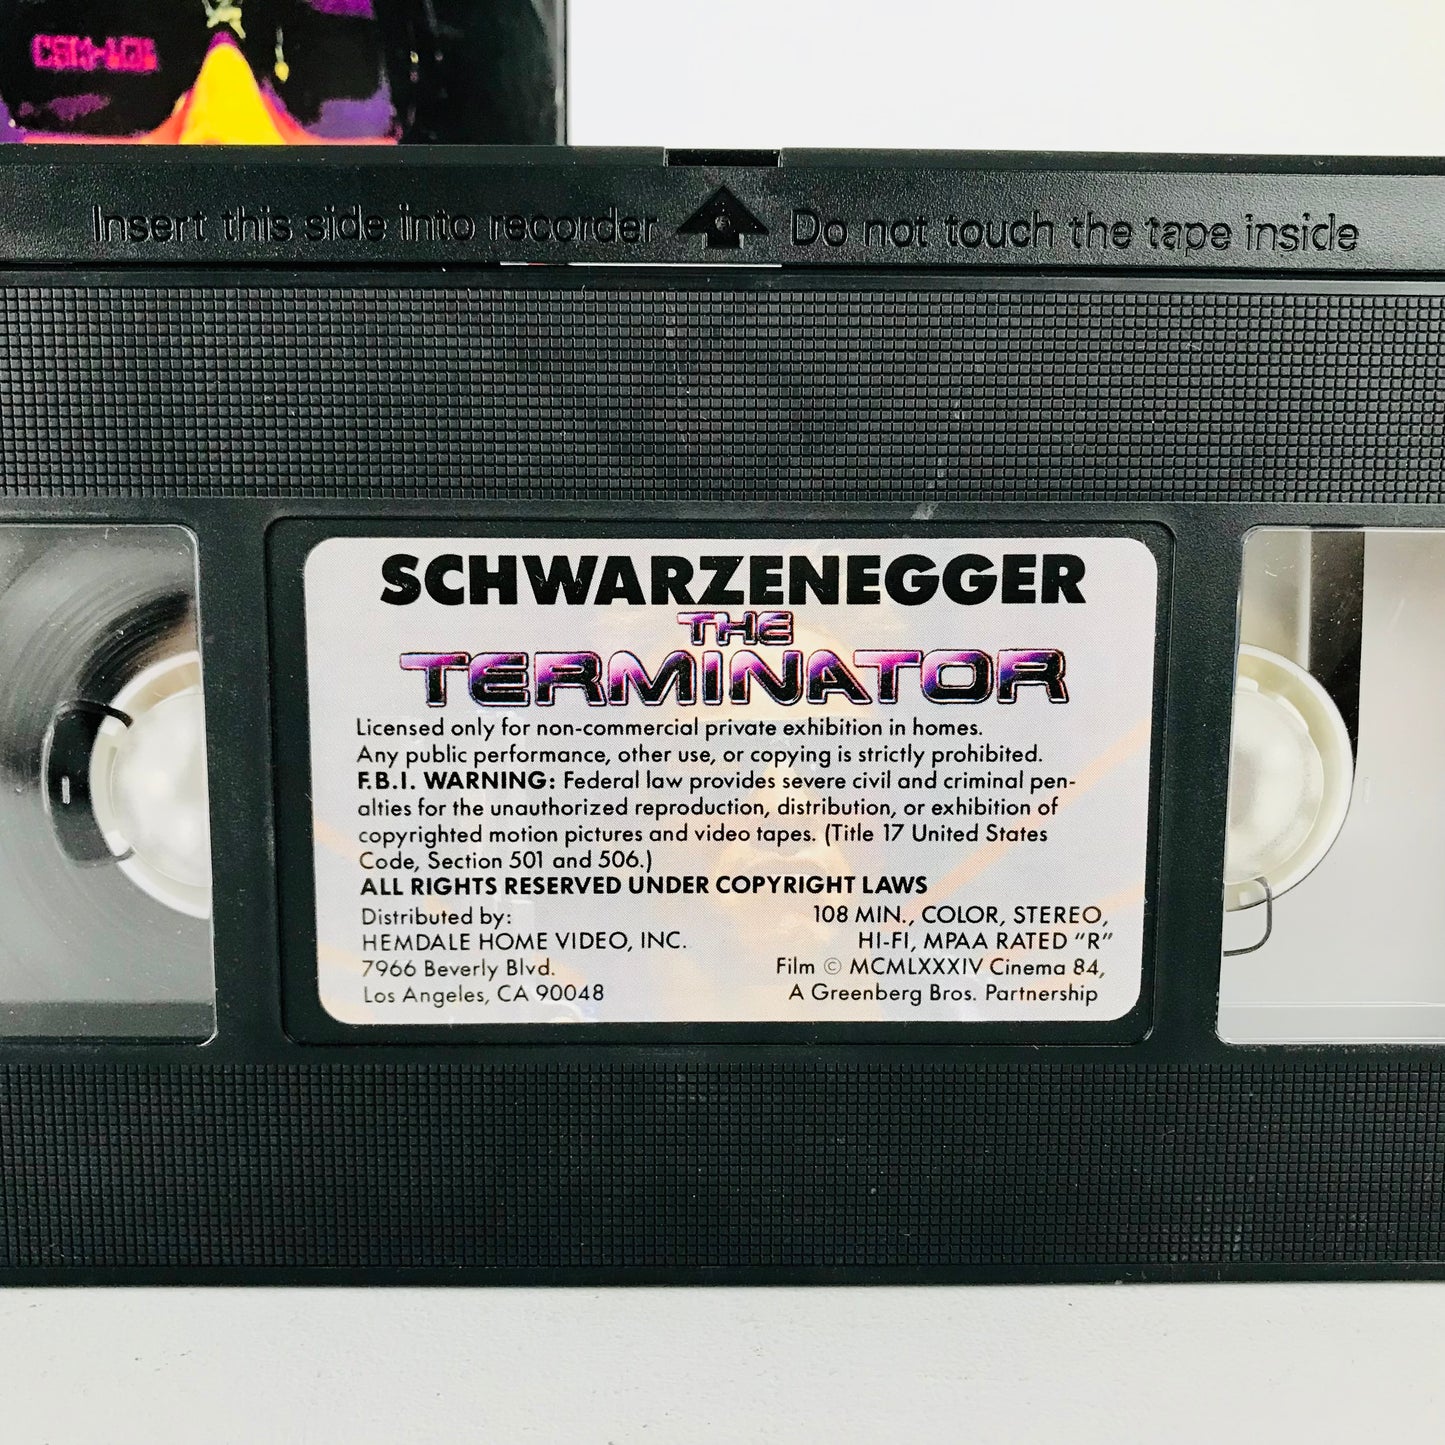 CSM-101
Insert this side into recorder Do not touch the tape inside
SCHWARZENEGGER
THE
TERMINATOR
Licensed only for non-commercial private exhibition in homes.
Any public performance, other use, or copying is strictly prohibited.
F.B.I. WARNING: Federal law provides severe civil and criminal pen-
alties for the unauthorized reproduction, distribution, or exhibition of
copyrighted motion pictures and video tapes. (Title 17 United States
Code, Section 501 and 506.)
ALL RIGHTS RESERVED UNDER COPYRIGHT LAWS
Distributed by:
HEMDALE HOME VIDEO, INC.
7966 Beverly Blvd.
Los Angeles, CA 90048
108 MIN., COLOR, STEREO,
HI-FI, MPAA RATED "R"
Film © MCMLXXXIV Cinema 84,
A Greenberg Bros. Partnership